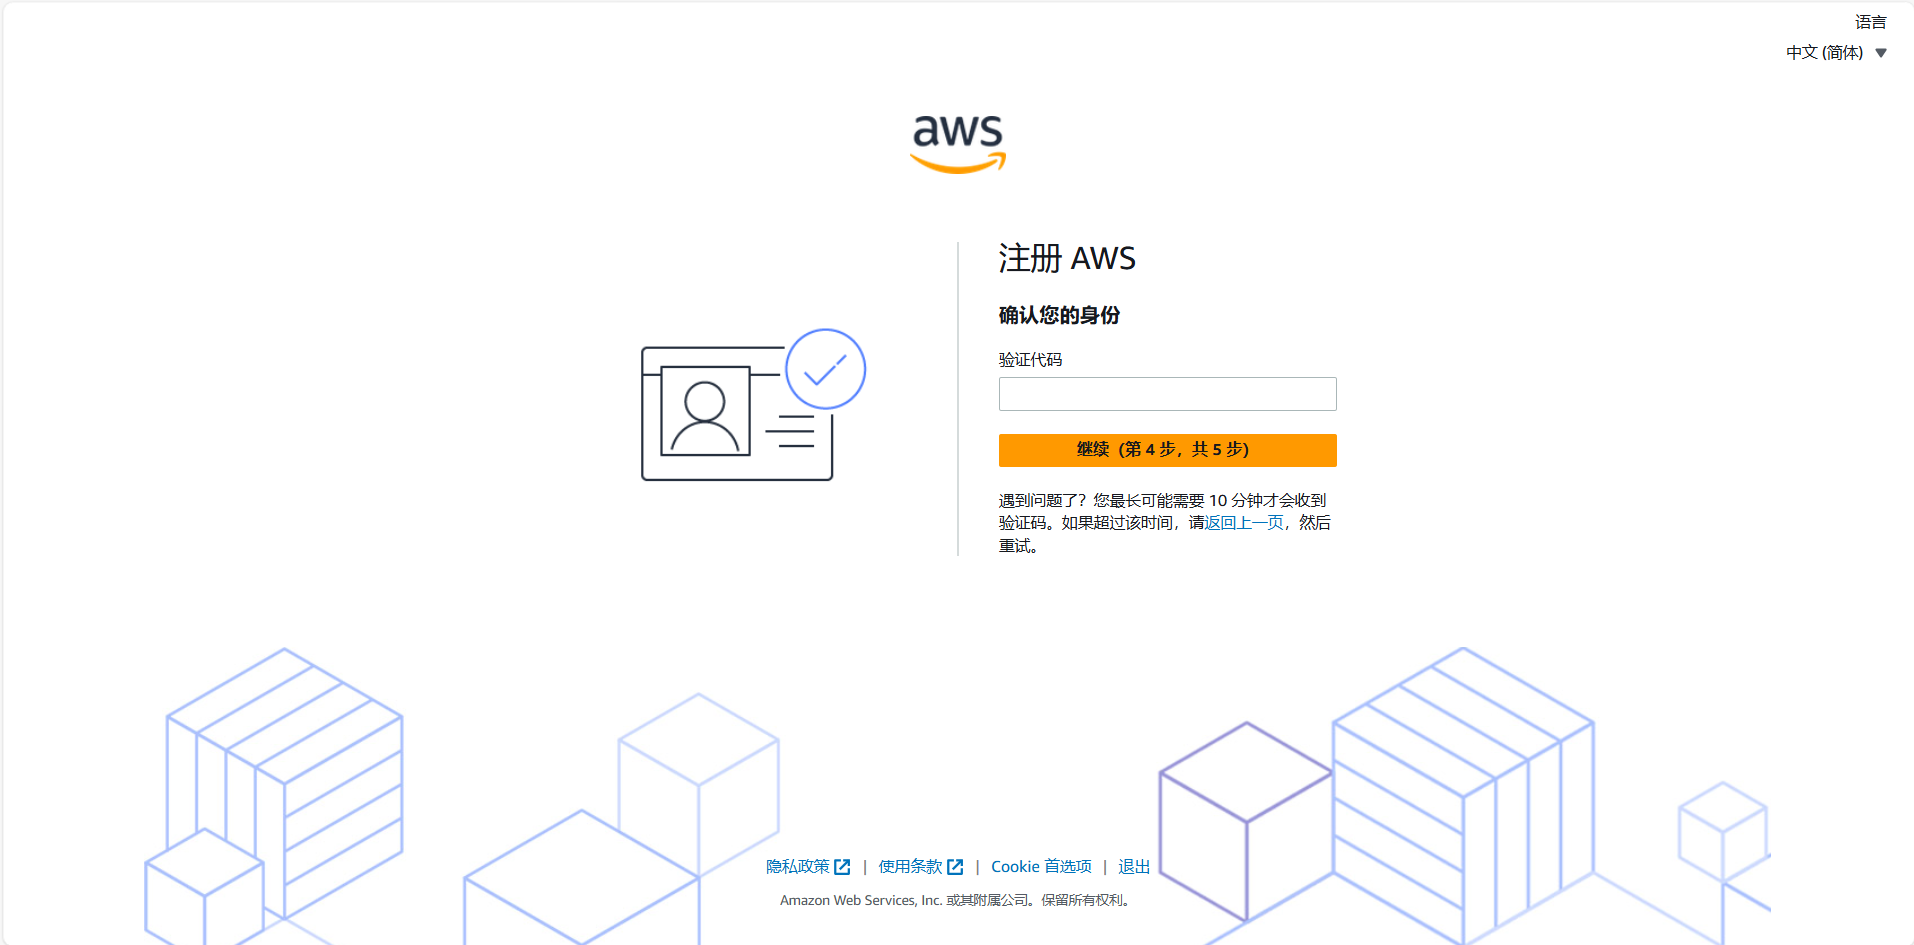 语言
中文 (简体)
aws
注册 AWS
确认您的身份
验证代码
继续（第 4 步，共 5 步）
遇到问题了？您最长可能需要 10 分钟才会收到
验证码。如果超过该时间，请返回上一页，然后
重试。
隐私政策 | 使用条款 | Cookie 首选项 | 退出
Amazon Web Services, Inc. 或其附属公司。保留所有权利。